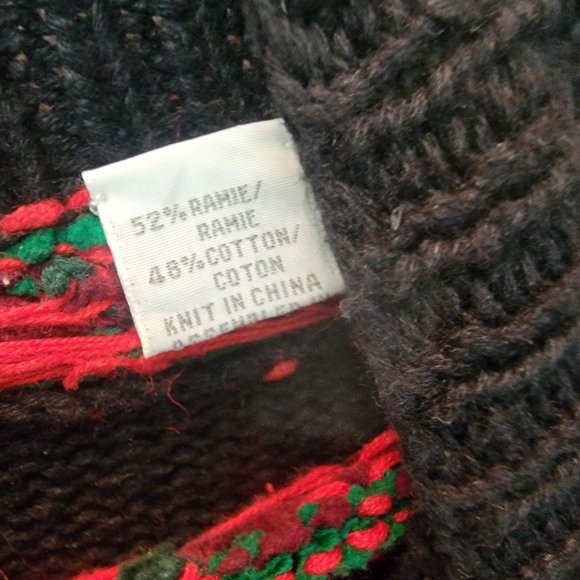 52% RAMIE/
RAMIE
48% COTTON/
COTON
KNIT IN CHINA